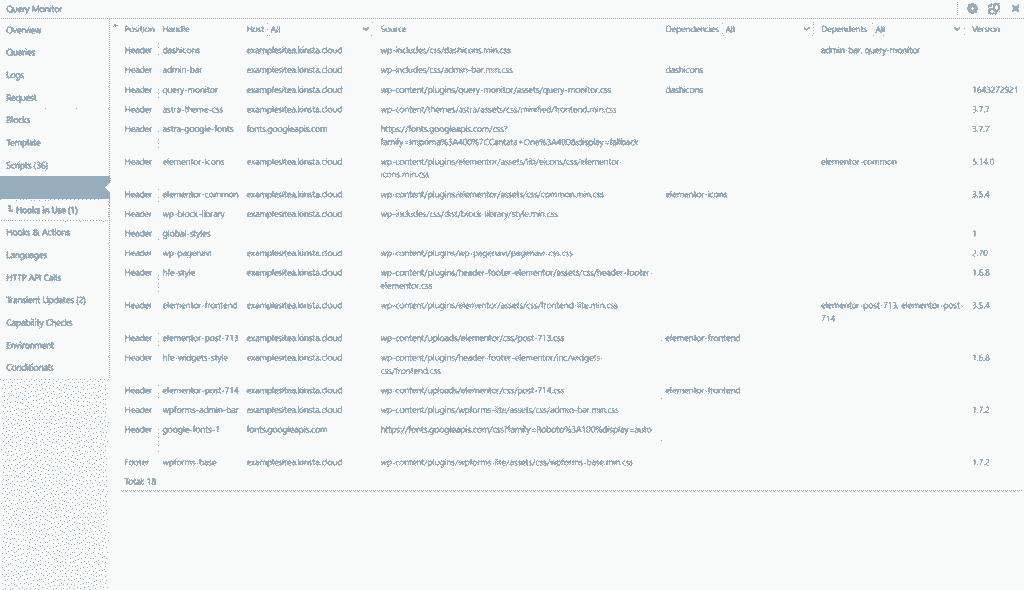 Query Monitor
Overview
Queries
Logs
Request
Blocks
Template
Scripts (36)
Hooks in Use (1)
Hooks & Actions
Languages
HTTP API Calls
Transient Updates (2)
Capability Checks
Environment
Conditionals
Position Handle Host All Source Dependencies All Dependents All Version
Header dashicons examplesitea.kinsta.cloud wp-includes/css/dashicons.min.css admin-bar, query-monitor
Header admin-bar examplesitea.kinsta.cloud wp-includes/css/admin-bar.min.css dashicons
Header query-monitor examplesitea.kinsta.cloud wp-content/plugins/query-monitor/assets/query-monitor.css dashicons 1643272921
Header astra-theme-css examplesitea.kinsta.cloud wp-content/themes/astra/assets/css/minified/frontend.min.css 3.7.7
Header astra-google-fonts fonts.googleapis.com https://fonts.googleapis.com/css? 3.7.7
family=Imprima%3A400%7CCantata+One%3A400&display=fallback
Header elementor-icons examplesitea.kinsta.cloud wp-content/plugins/elementor/assets/lib/eicons/css/elementor- elementor-common 5.14.0
icons.min.css
Header elementor-common examplesitea.kinsta.cloud wp-content/plugins/elementor/assets/css/common.min.css elementor-icons 3.5.4
Header wp-block-library examplesitea.kinsta.cloud wp-includes/css/dist/block-library/style.min.css
Header global-styles 1
Header wp-pagenavi examplesitea.kinsta.cloud wp-content/plugins/wp-pagenavi/pagenavi-css.css 2.70
Header hfe-style examplesitea.kinsta.cloud wp-content/plugins/header-footer-elementor/assets/css/header-footer- 1.6.8
elementor.css
Header elementor-frontend examplesitea.kinsta.cloud wp-content/plugins/elementor/assets/css/frontend-lite.min.css elementor-post-713, elementor-post- 3.5.4
714
Header elementor-post-713 examplesitea.kinsta.cloud wp-content/uploads/elementor/css/post-713.css elementor-frontend
Header hfe-widgets-style examplesitea.kinsta.cloud wp-content/plugins/header-footer-elementor/inc/widgets- 1.6.8
css/frontend.css
Header elementor-post-714 examplesitea.kinsta.cloud wp-content/uploads/elementor/css/post-714.css elementor-frontend
Header wpforms-admin-bar examplesitea.kinsta.cloud wp-content/plugins/wpforms-lite/assets/css/admin-bar.min.css 1.7.2
Header google-fonts-1 fonts.googleapis.com https://fonts.googleapis.com/css?family=Roboto%3A100%display=auto
Footer wpforms-base examplesitea.kinsta.cloud wp-content/plugins/wpforms-lite/assets/css/wpforms-base.min.css 1.7.2
Total: 18